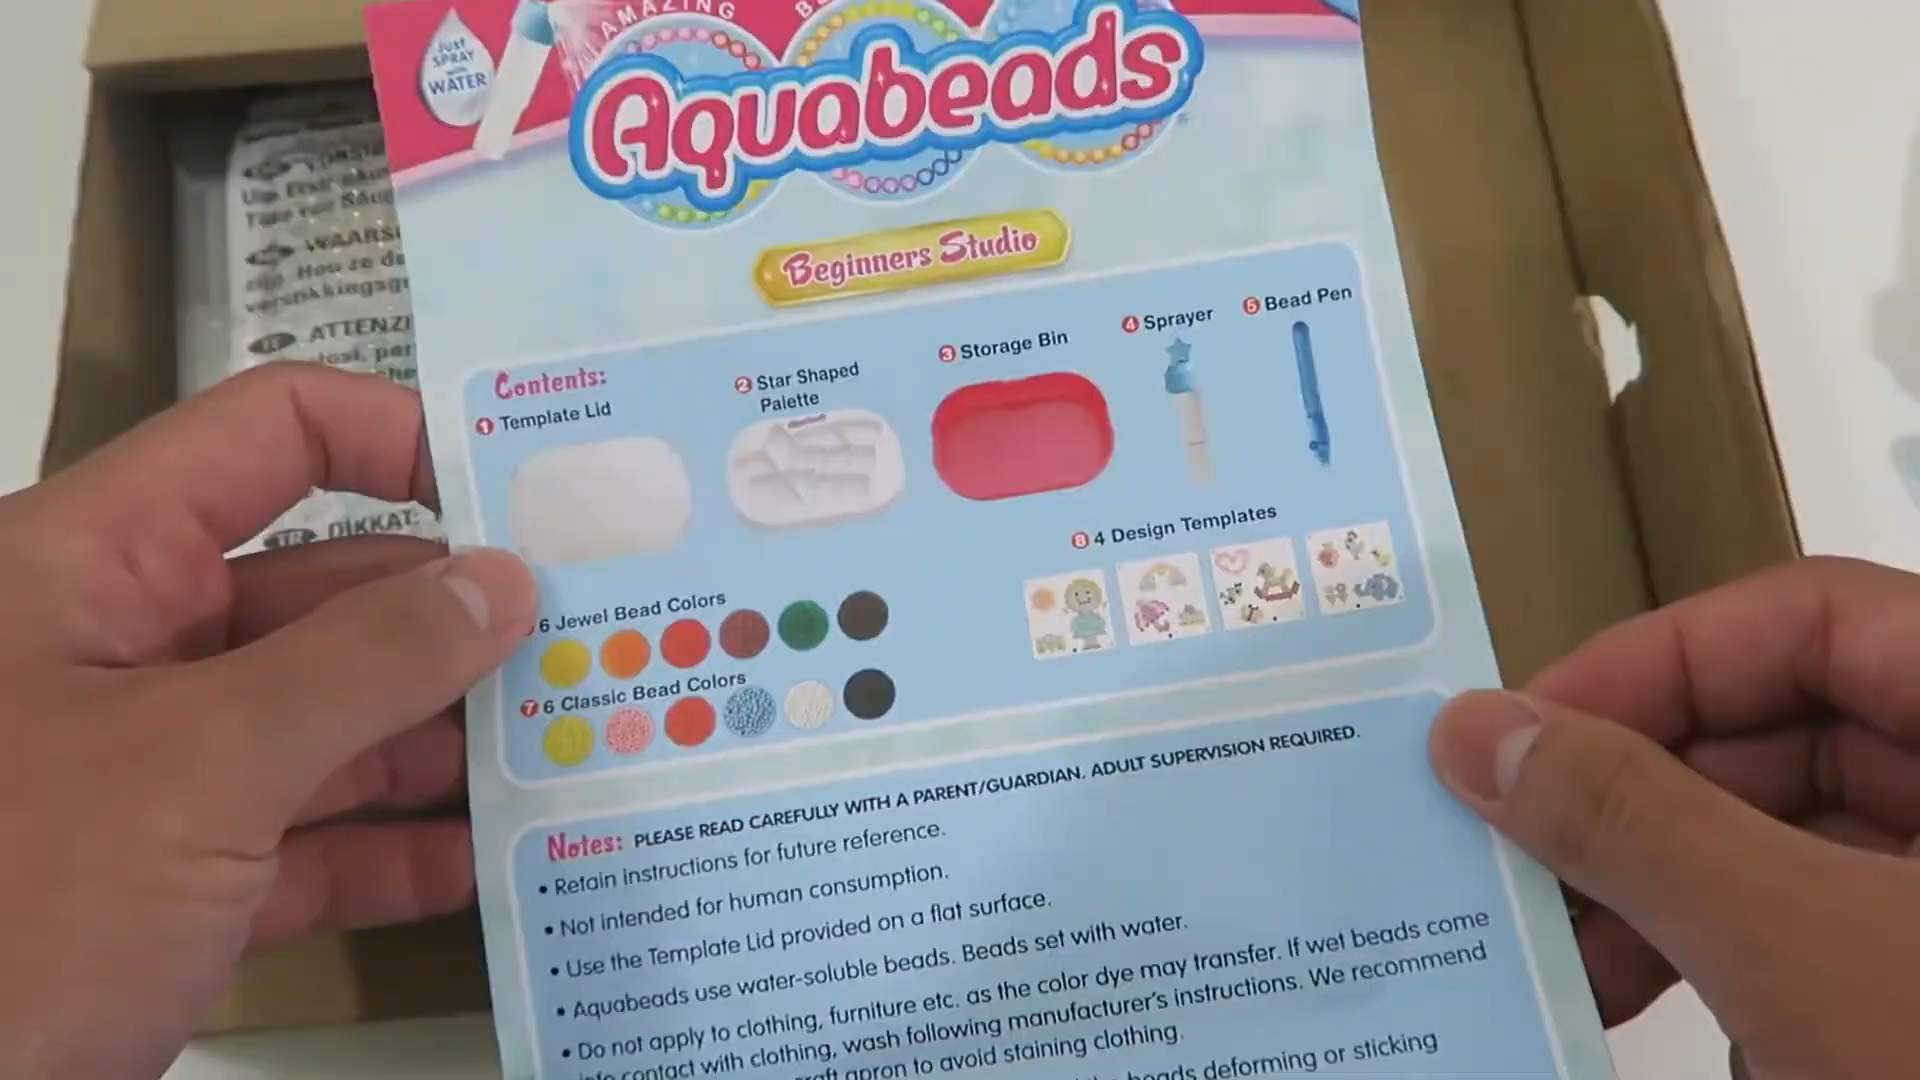 Just
SPRAY
with
WATER
AMAZING
Aquabeads
Beginners Studio
Contents:
1 Template Lid
2 Star Shaped
Palette
3 Storage Bin
4 Sprayer
5 Bead Pen
6 Jewel Bead Colors
7 6 Classic Bead Colors
8 4 Design Templates
Notes: PLEASE READ CAREFULLY WITH A PARENT/GUARDIAN. ADULT SUPERVISION REQUIRED.
• Retain instructions for future reference.
• Not intended for human consumption.
• Use the Template Lid provided on a flat surface.
• Aquabeads use water-soluble beads. Beads set with water.
• Do not apply to clothing, furniture etc. as the color dye may transfer. If wet beads come
into contact with clothing, wash following manufacturer's instructions. We recommend
apron to avoid staining clothing.
beads deforming or sticking
WAARS
ATTENZI
TR DİKKAT: